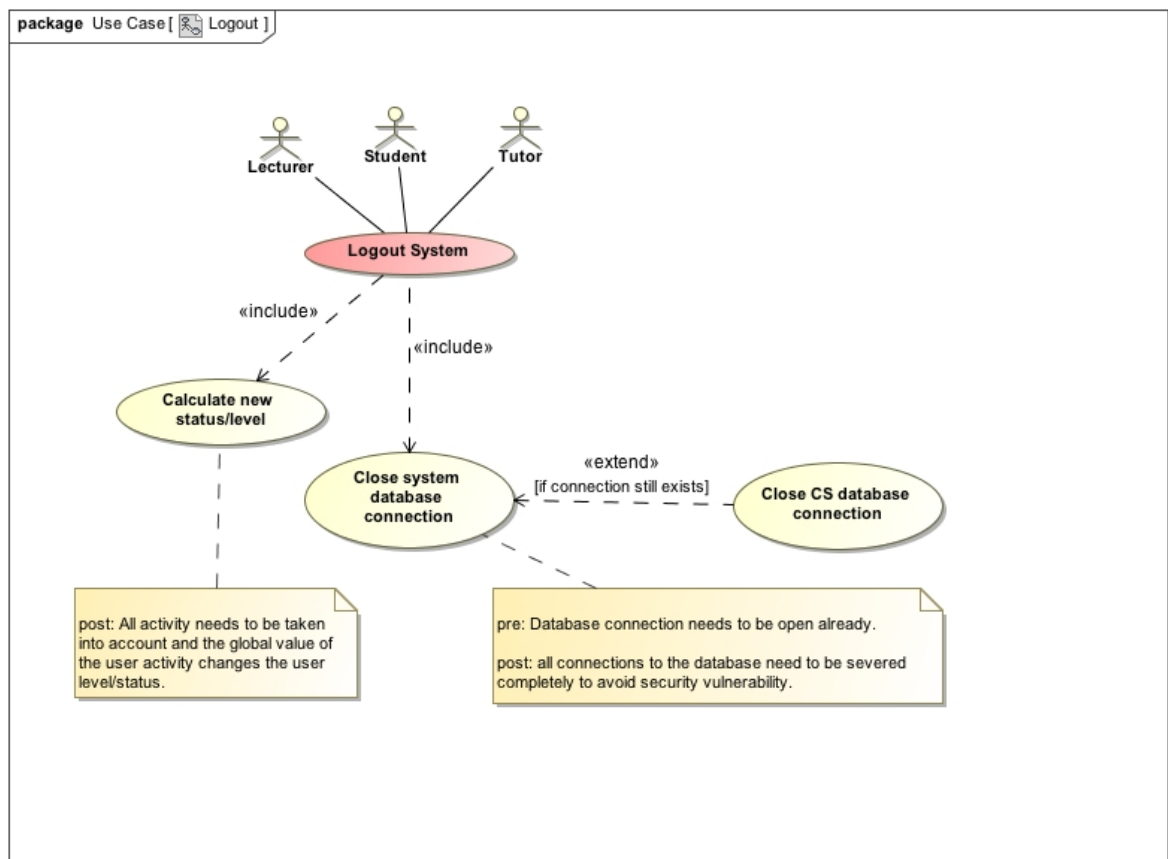 package Use Case [ Logout ]
Lecturer
Student
Tutor
Logout System
«include»
«include»
Calculate new
status/level
Close system
database
connection
«extend»
[if connection still exists]
Close CS database
connection
post: All activity needs to be taken
into account and the global value of
the user activity changes the user
level/status.
pre: Database connection needs to be open already.
post: all connections to the database need to be severed
completely to avoid security vulnerability.